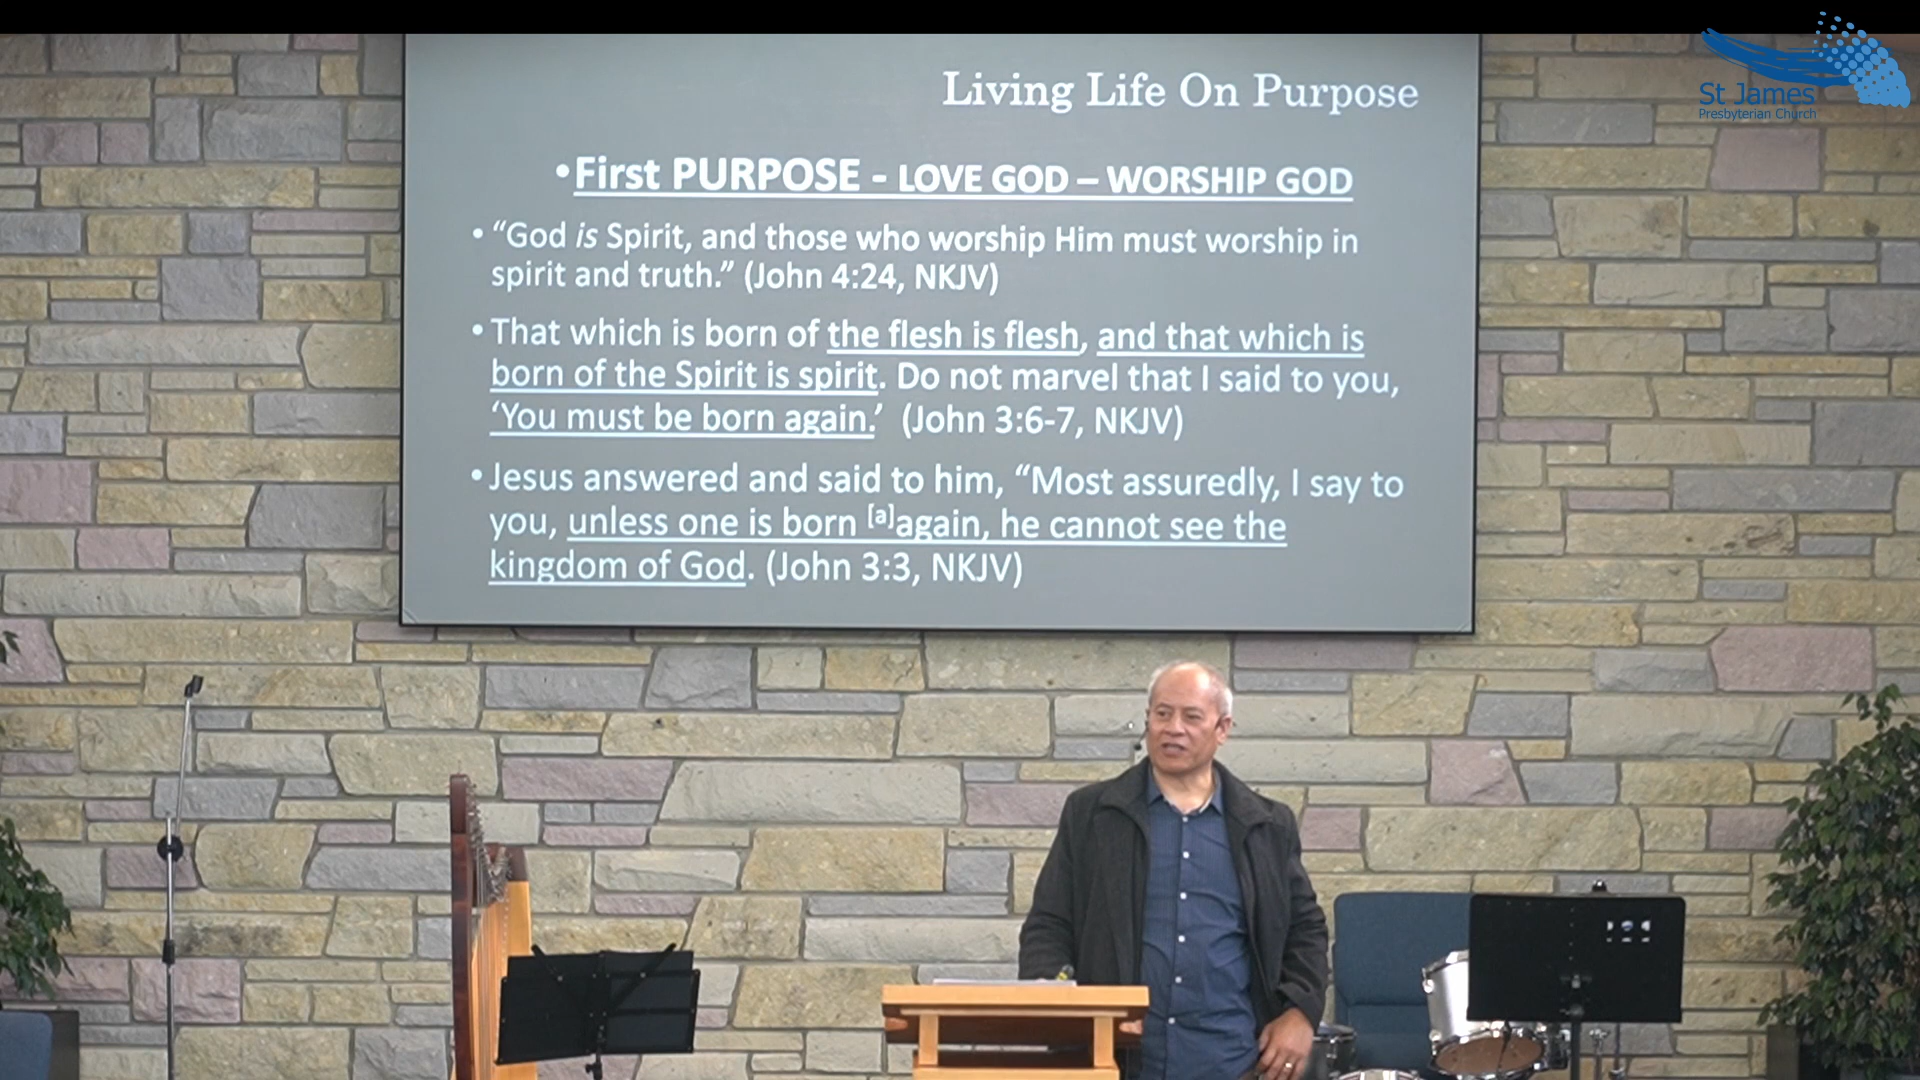 Living Life On Purpose
•First PURPOSE - LOVE GOD – WORSHIP GOD
• “God is Spirit, and those who worship Him must worship in
spirit and truth.” (John 4:24, NKJV)
• That which is born of the flesh is flesh, and that which is
born of the Spirit is spirit. Do not marvel that I said to you,
‘You must be born again.’ (John 3:6-7, NKJV)
• Jesus answered and said to him, “Most assuredly, I say to
you, unless one is born [a]again, he cannot see the
kingdom of God. (John 3:3, NKJV)
St James
Presbyterian Church